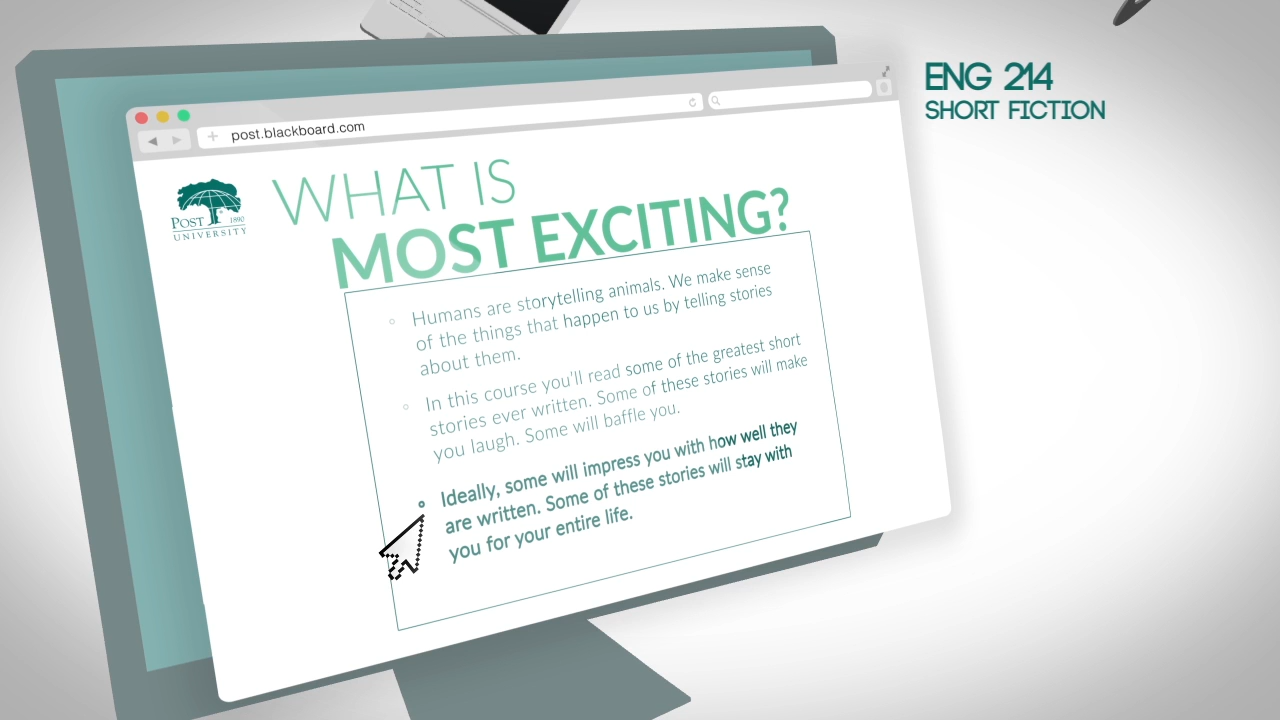 ENG 214
SHORT FICTION
post.blackboard.com
POST 1890
UNIVERSITY
WHAT IS
MOST EXCITING?
Humans are storytelling animals. We make sense
of the things that happen to us by telling stories
about them.
In this course you'll read some of the greatest short
stories ever written. Some of these stories will make
you laugh. Some will baffle you.
Ideally, some will impress you with how well they
are written. Some of these stories will stay with
you for your entire life.